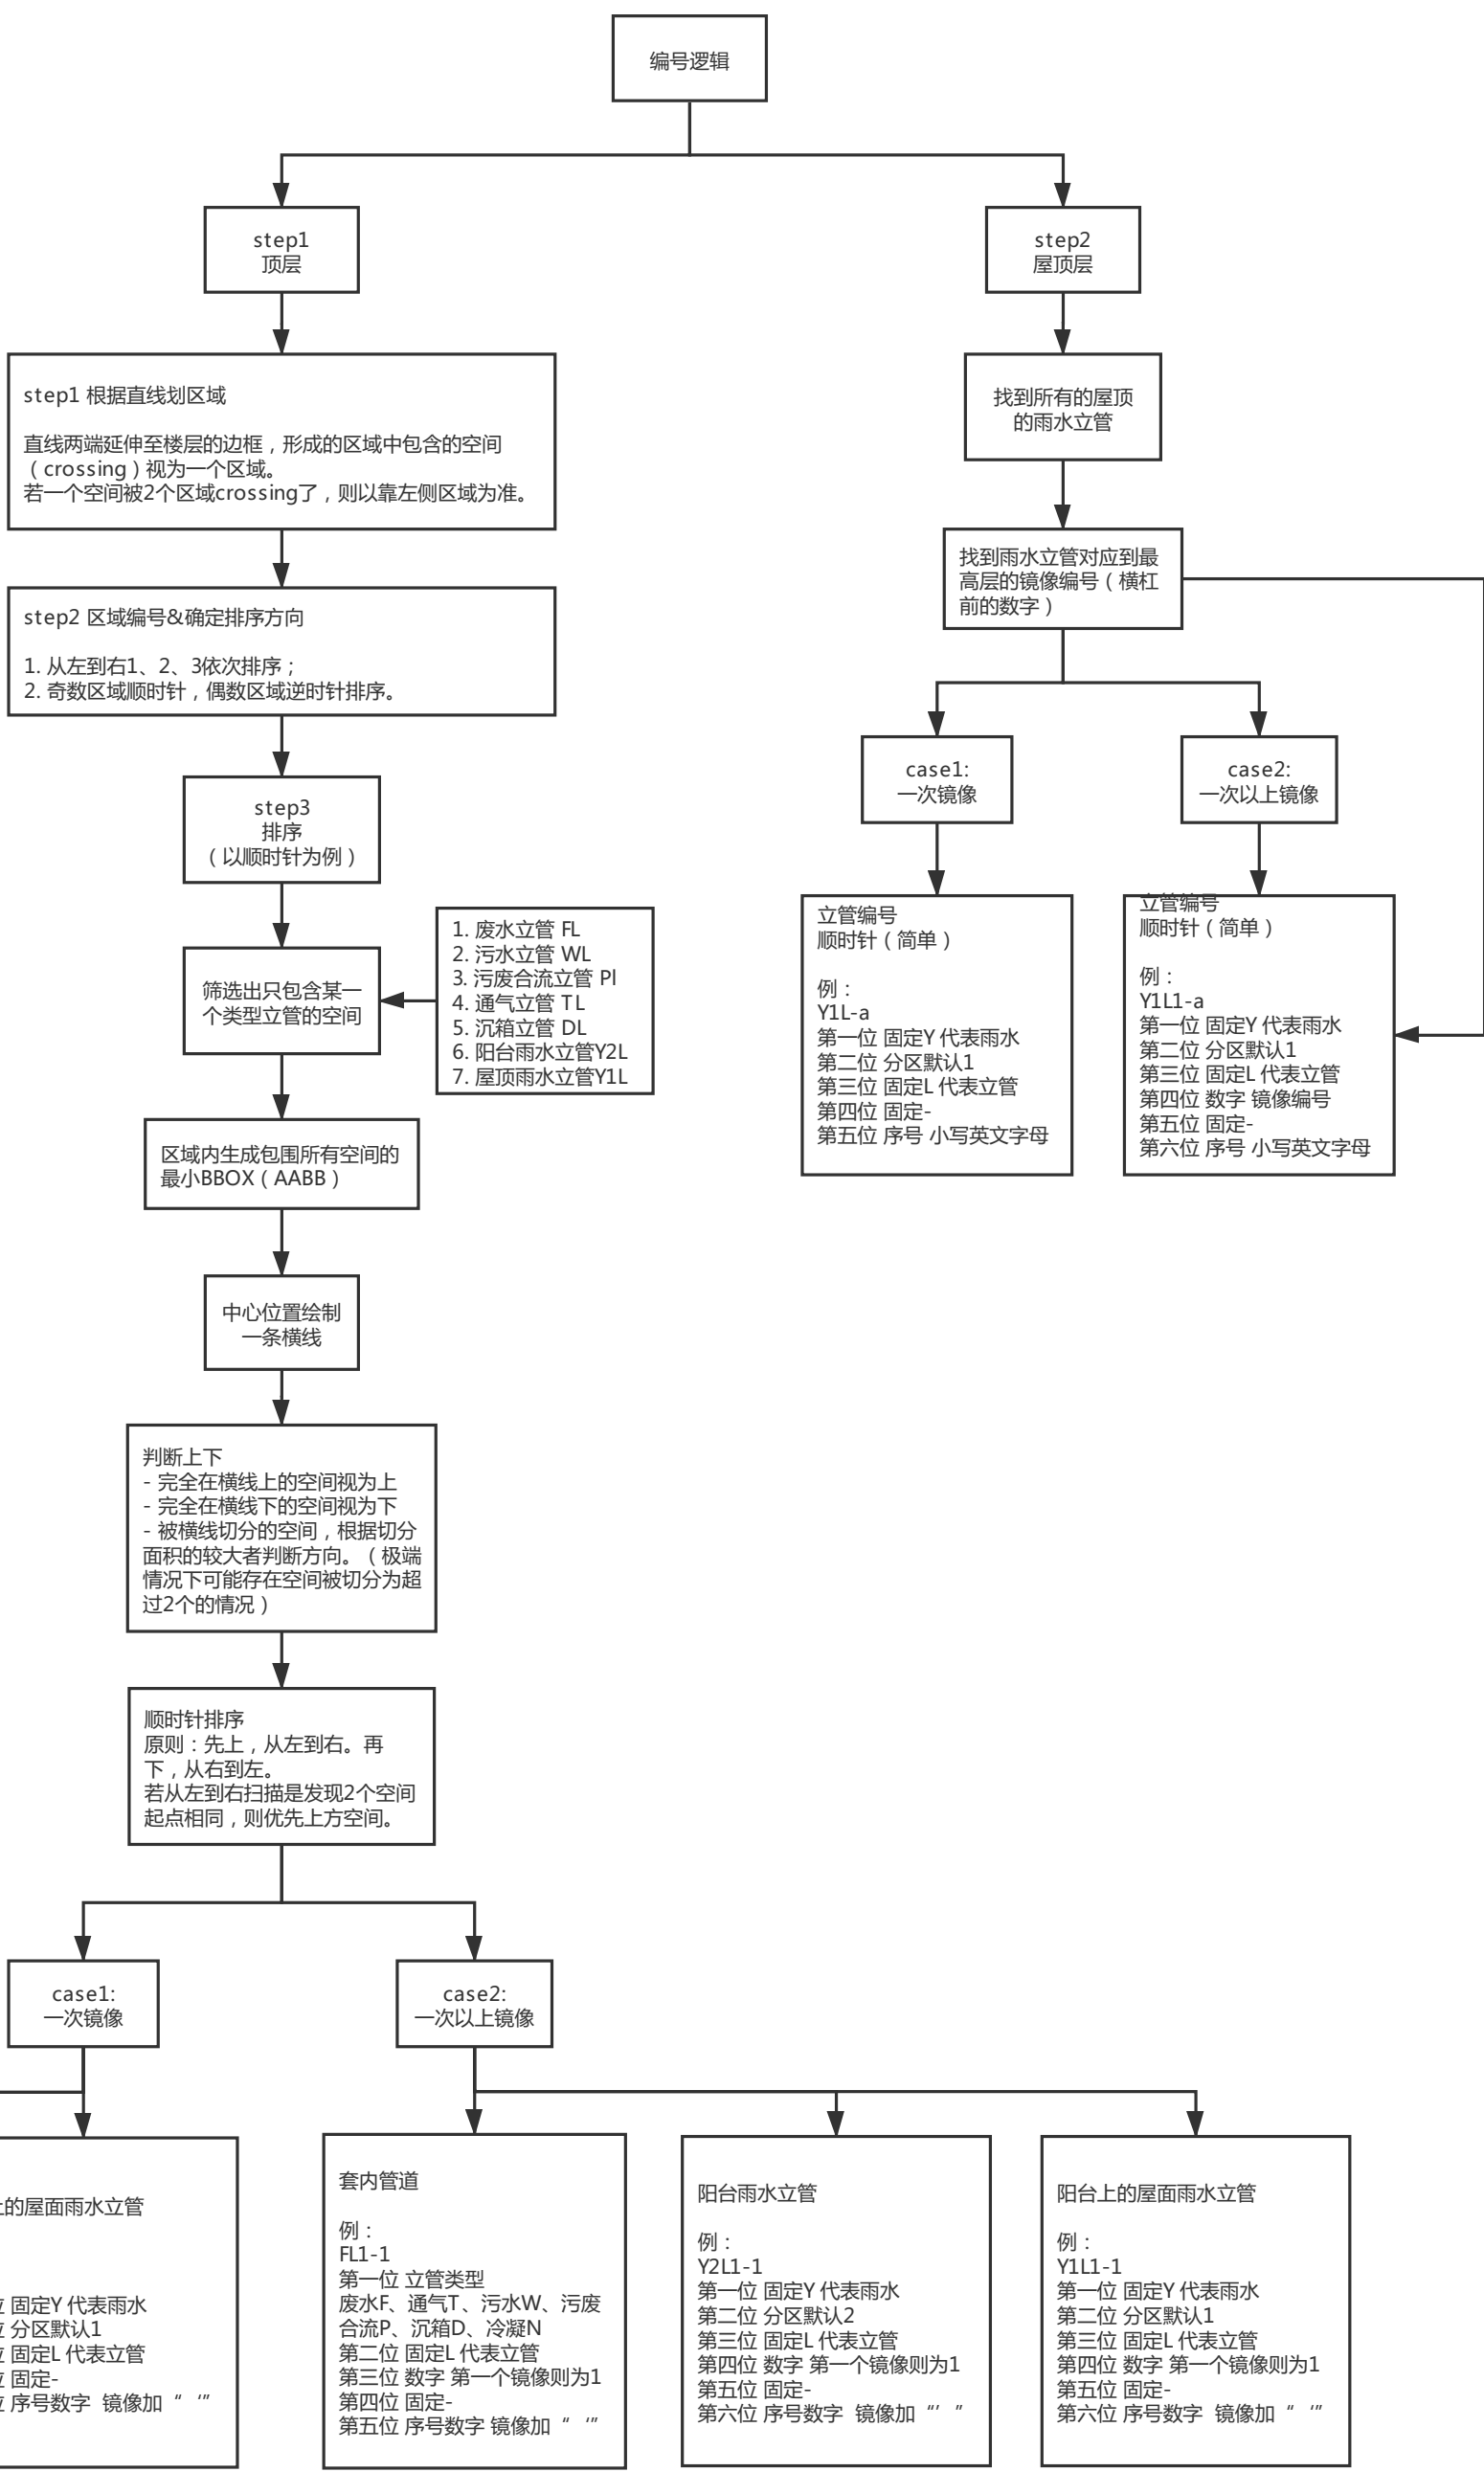 编号逻辑
step1
顶层
step1 根据直线划区域
直线两端延伸至楼层的边框，形成的区域中包含的空间
（crossing）视为一个区域。
若一个空间被2个区域crossing了，则以靠左侧区域为准。
step2 区域编号&确定排序方向
1. 从左到右1、2、3依次排序；
2. 奇数区域顺时针，偶数区域逆时针排序。
step3
排序
（以顺时针为例）
筛选出只包含某一
个类型立管的空间
1. 废水立管 FL
2. 污水立管 WL
3. 污废合流立管 Pl
4. 通气立管 TL
5. 沉箱立管 DL
6. 阳台雨水立管Y2L
7. 屋顶雨水立管Y1L
区域内生成包围所有空间的
最小BBOX（AABB）
中心位置绘制
一条横线
判断上下
- 完全在横线上的空间视为上
- 完全在横线下的空间视为下
- 被横线切分的空间，根据切分
面积的较大者判断方向。（极端
情况下可能存在空间被切分为超
过2个的情况）
顺时针排序
原则：先上，从左到右。再
下，从右到左。
若从左到右扫描是发现2个空间
起点相同，则优先上方空间。
case1:
一次镜像
的屋面雨水立管
固定Y 代表雨水
分区默认1
固定L 代表立管
固定-
序号数字 镜像加“‘”
case2:
一次以上镜像
套内管道
例：
FL1-1
第一位 立管类型
废水F、通气T、污水W、污废
合流P、沉箱D、冷凝N
第二位 固定L 代表立管
第三位 数字 第一个镜像则为1
第四位 固定-
第五位 序号数字 镜像加“‘”
阳台雨水立管
例：
Y2L1-1
第一位 固定Y 代表雨水
第二位 分区默认2
第三位 固定L 代表立管
第四位 数字 第一个镜像则为1
第五位 固定-
第六位 序号数字 镜像加“’”
阳台上的屋面雨水立管
例：
Y1L1-1
第一位 固定Y 代表雨水
第二位 分区默认1
第三位 固定L 代表立管
第四位 数字 第一个镜像则为1
第五位 固定-
第六位 序号数字 镜像加“‘”
step2
屋顶层
找到所有的屋顶
的雨水立管
找到雨水立管对应到最
高层的镜像编号（横杠
前的数字）
case1:
一次镜像
立管编号
顺时针（简单）
例：
Y1L-a
第一位 固定Y 代表雨水
第二位 分区默认1
第三位 固定L 代表立管
第四位 固定-
第五位 序号 小写英文字母
case2:
一次以上镜像
立管编号
顺时针（简单）
例：
Y1L1-a
第一位 固定Y 代表雨水
第二位 分区默认1
第三位 固定L 代表立管
第四位 数字 镜像编号
第五位 固定-
第六位 序号 小写英文字母